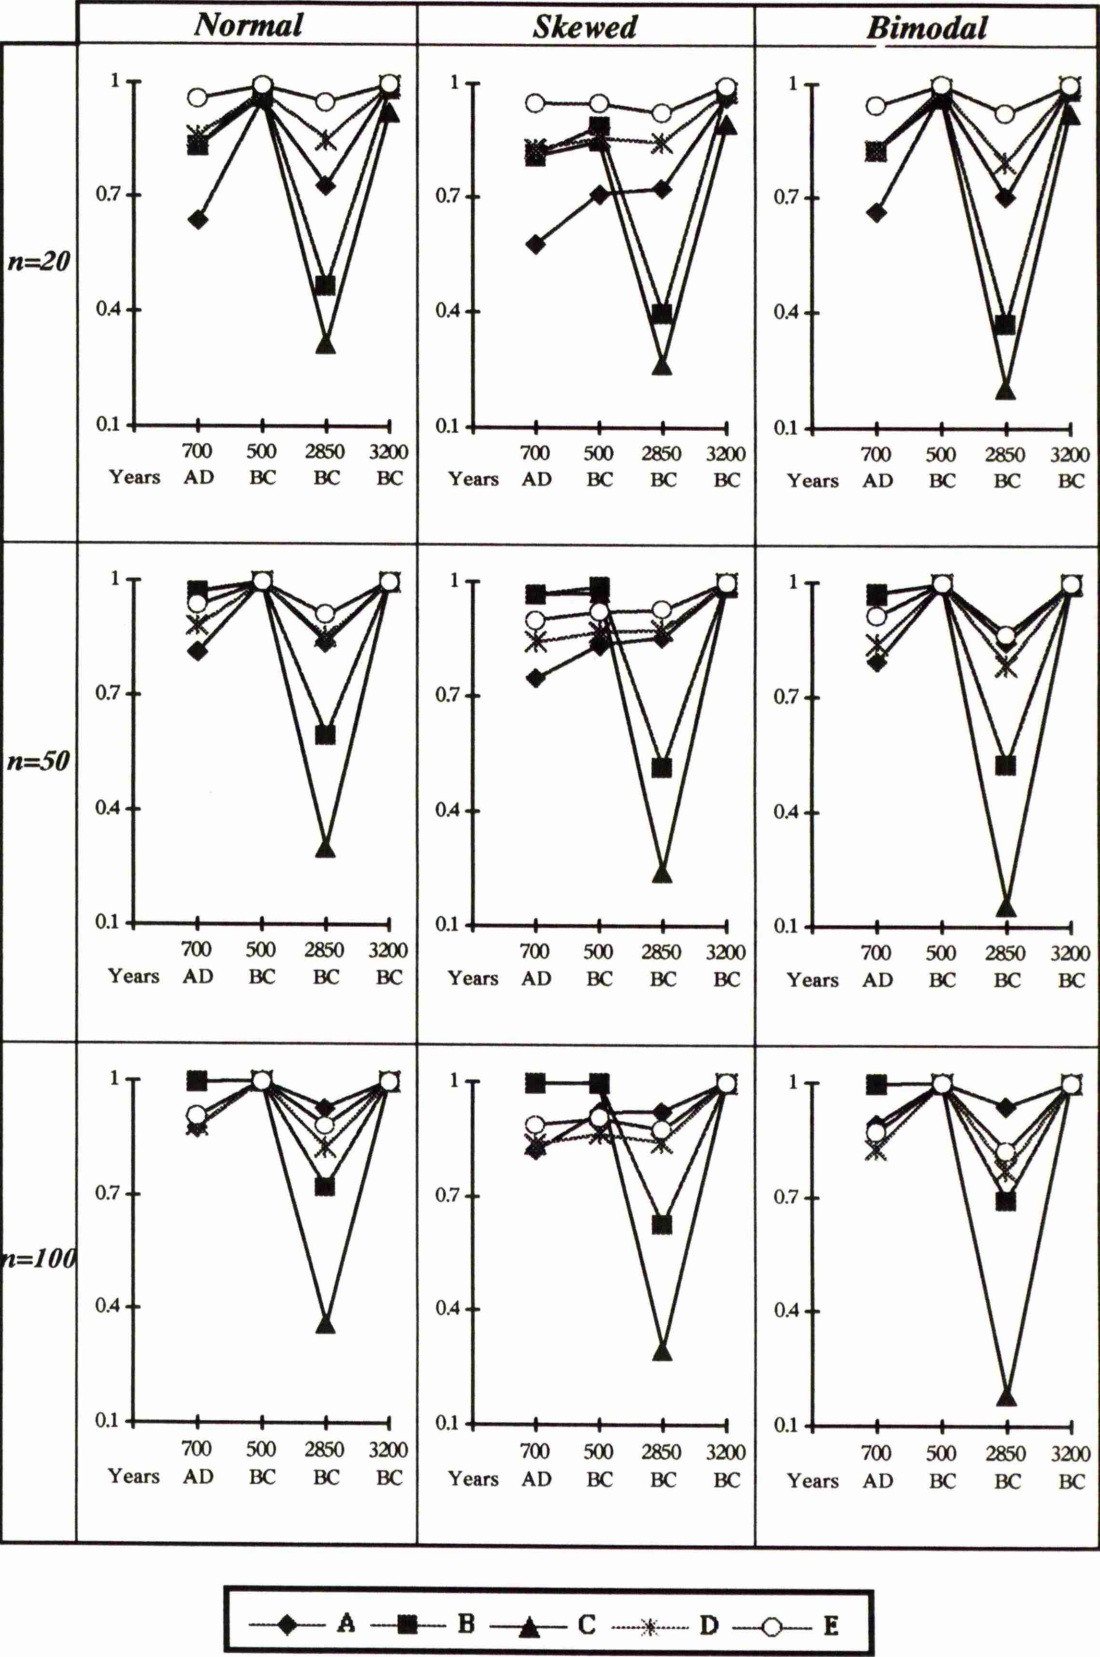 Normal Skewed Bimodal
n=20
1 1 1
0.7 0.7 0.7
0.4 0.4 0.4
0.1 0.1 0.1
700 500 2850 3200 700 500 2850 3200 700 500 2850 3200
Years AD BC BC BC Years AD BC BC BC Years AD BC BC BC
n=50
1 1 1
0.7 0.7 0.7
0.4 0.4 0.4
0.1 0.1 0.1
700 500 2850 3200 700 500 2850 3200 700 500 2850 3200
Years AD BC BC BC Years AD BC BC BC Years AD BC BC BC
n=100
1 1 1
0.7 0.7 0.7
0.4 0.4 0.4
0.1 0.1 0.1
700 500 2850 3200 700 500 2850 3200 700 500 2850 3200
Years AD BC BC BC Years AD BC BC BC Years AD BC BC BC
A B C D E